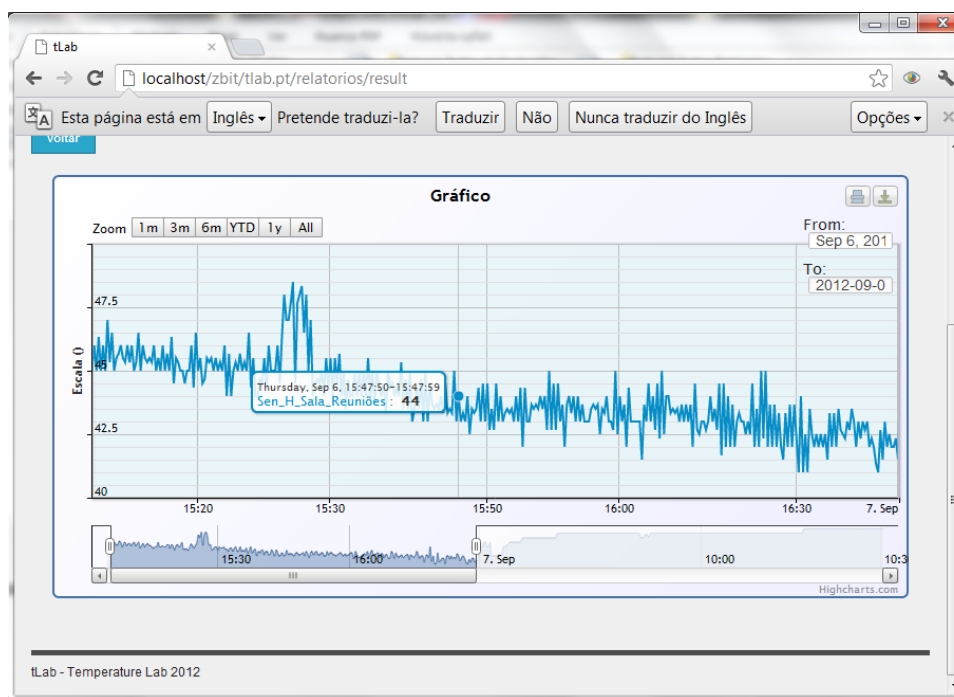 tLab
localhost/zbit/tlab.pt/relatorios/result
Esta página está em Inglês Pretende traduzi-la? Traduzir Não Nunca traduzir do Inglês Opções
Voltar
Gráfico
Zoom 1m 3m 6m YTD 1y All
From:
Sep 6, 201
To:
2012-09-0
47.5
45
42.5
40
Escala ()
Thursday, Sep 6, 15:47:50-15:47:59
Sen_H_Sala_Reuniões : 44
15:20 15:30 15:50 16:00 16:30 7. Sep
15:30 16:00 7. Sep 10:00 10:3
Highcharts.com
tLab - Temperature Lab 2012